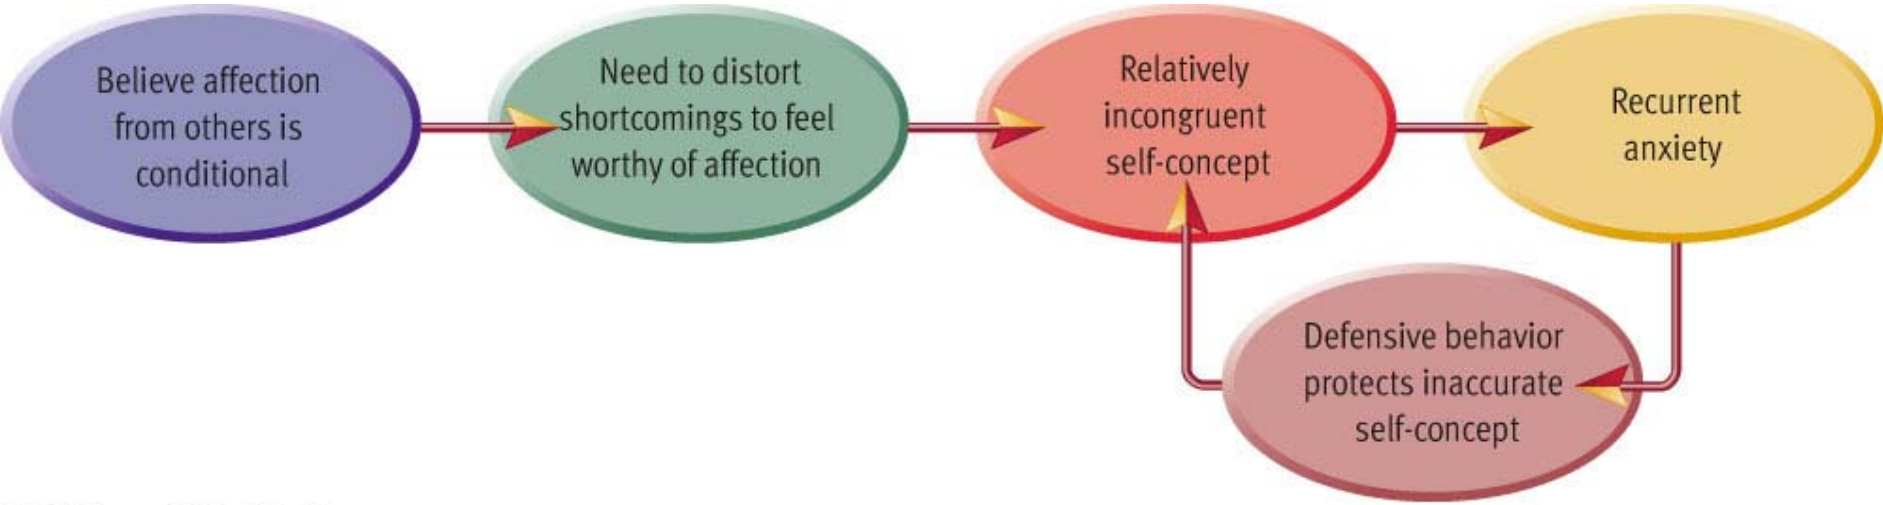 Believe affection
from others is
conditional
Need to distort
shortcomings to feel
worthy of affection
Relatively
incongruent
self-concept
Recurrent
anxiety
Defensive behavior
protects inaccurate
self-concept